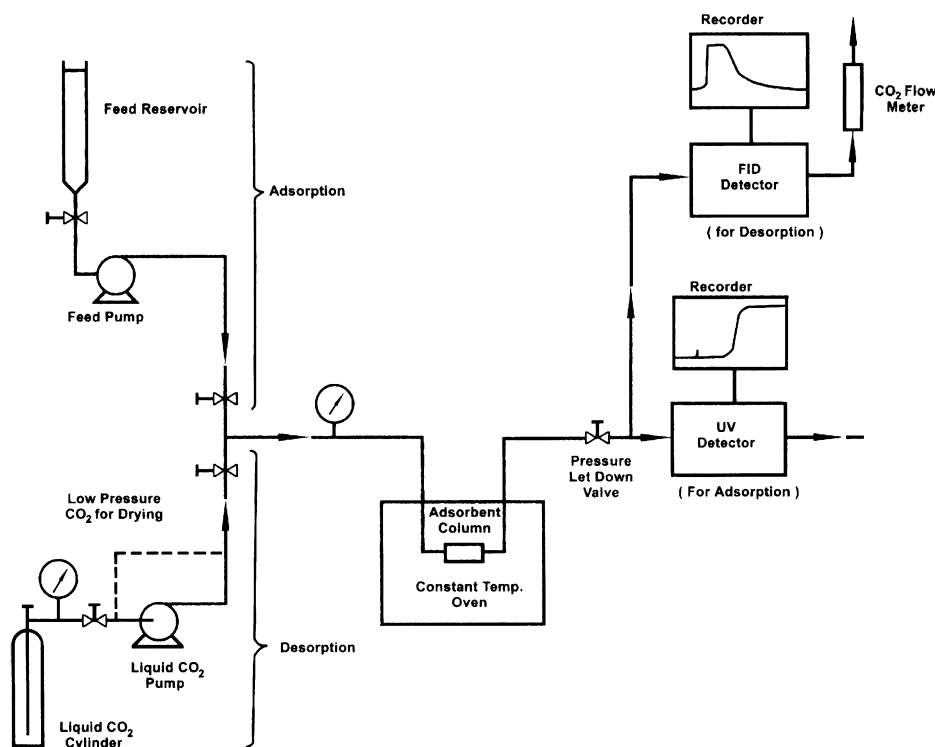 Recorder
Feed Reservoir
CO2 Flow
Meter
FID
Detector
Adsorption
( for Desorption )
Recorder
Feed Pump
UV
Detector
Pressure
Let Down
Valve
( For Adsorption )
Low Pressure
CO2 for Drying
Adsorbent
Column
Constant Temp.
Oven
Desorption
Liquid CO2
Pump
Liquid CO2
Cylinder